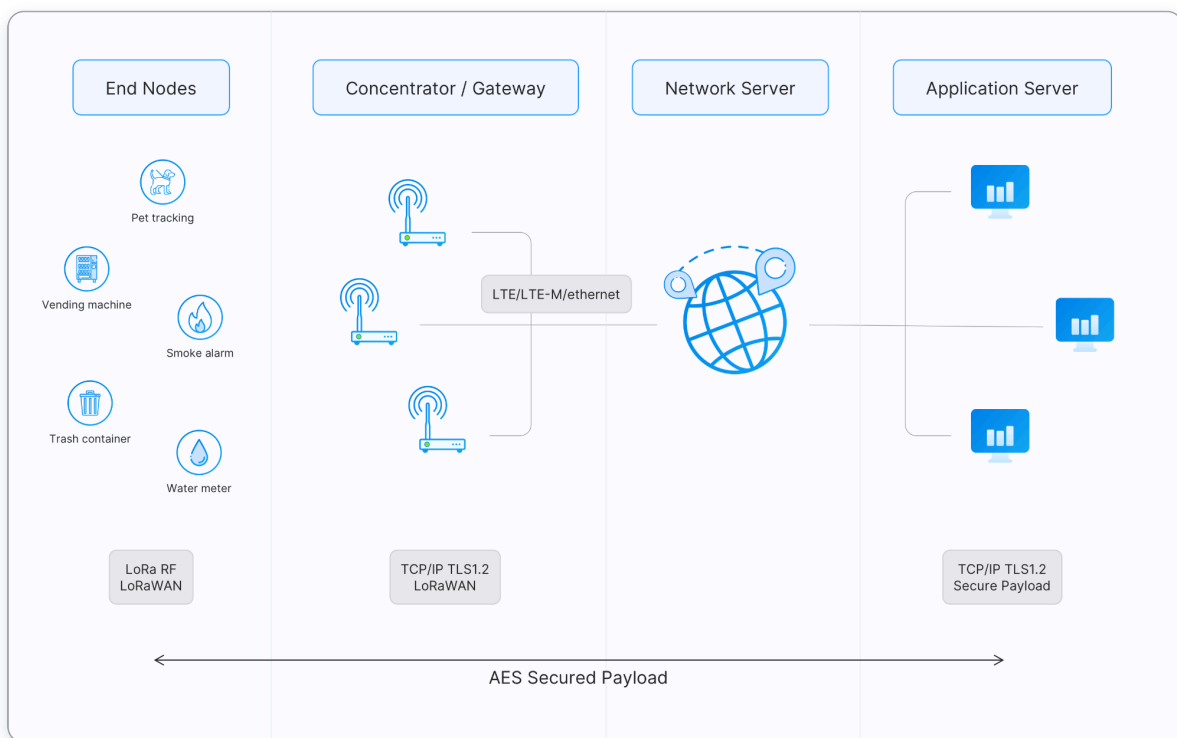 End Nodes
Concentrator / Gateway
Network Server
Application Server
Pet tracking
Vending machine
Smoke alarm
Trash container
Water meter
LTE/LTE-M/ethernet
LoRa RF
LoRaWAN
TCP/IP TLS1.2
LoRaWAN
TCP/IP TLS1.2
Secure Payload
AES Secured Payload